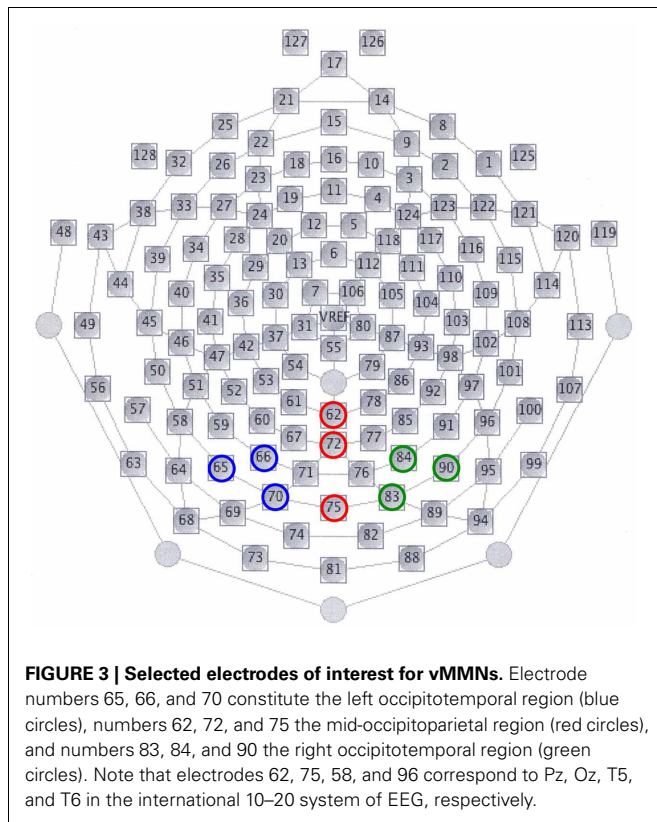 127 126
17
21 14
25 15 8
22 9
128 32 26 18 16 10 2 1 125
23 3
38 33 27 19 11 4 124 123 122 121
48 43 24 12 5 120 119
34 28 20 118 117 116
39 13 6 112 115
29 111
44 35 30 7 106 105 110 114
40 36 104 109
49 45 41 31 VREF 80 103 108 113
46 42 37 55 87 93 102
50 47 54 79 98 101
56 51 52 53 86 92 97 107
57 58 59 60 61 62 78 85 91 96 100
67 72 77
63 64 65 66 71 76 84 90 95 99
70 75 83
68 69 89 94
74 82
73 81 88
FIGURE 3 | Selected electrodes of interest for vMMNs. Electrode
numbers 65, 66, and 70 constitute the left occipitotemporal region (blue
circles), numbers 62, 72, and 75 the mid-occipitoparietal region (red circles),
and numbers 83, 84, and 90 the right occipitotemporal region (green
circles). Note that electrodes 62, 75, 58, and 96 correspond to Pz, Oz, T5,
and T6 in the international 10–20 system of EEG, respectively.